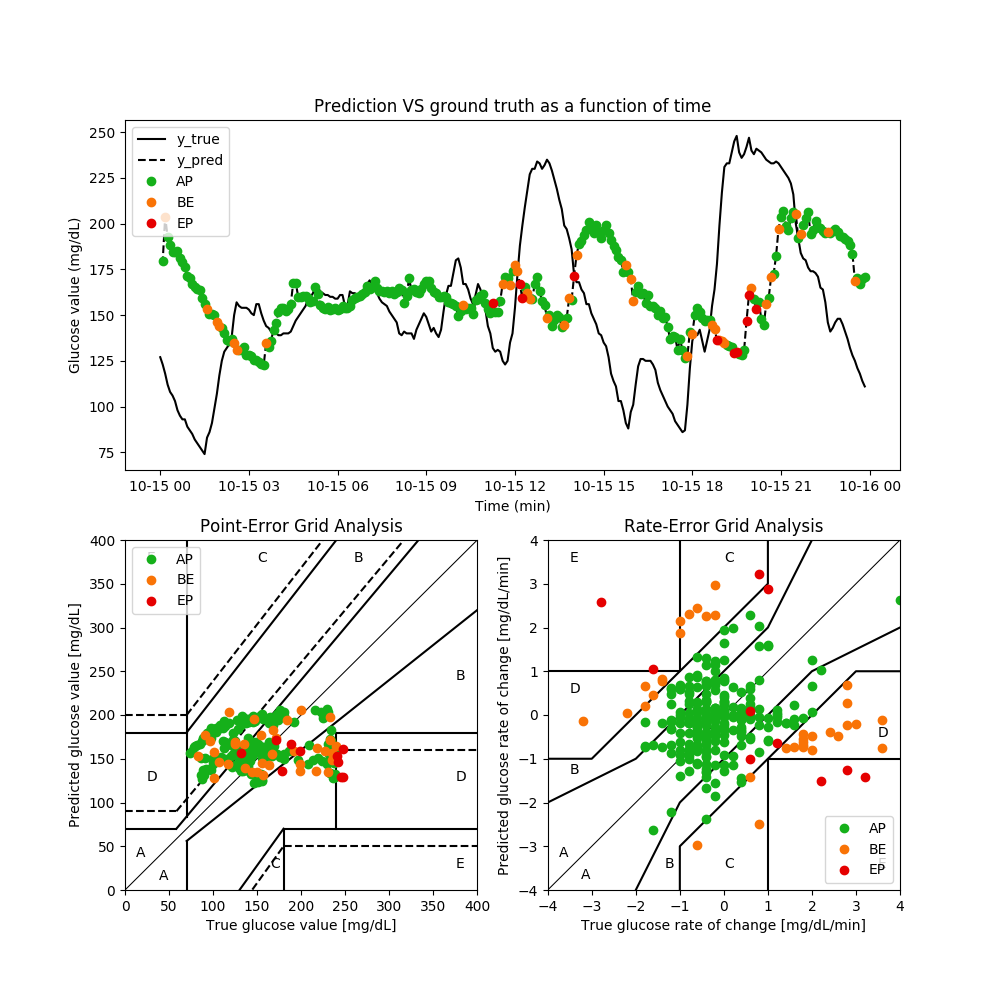 Prediction VS ground truth as a function of time
Glucose value (mg/dL)
250
225
200
175
150
125
100
75
y_true
y_pred
AP
BE
EP
10-15 00 10-15 03 10-15 06 10-15 09 10-15 12 10-15 15 10-15 18 10-15 21 10-16 00
Time (min)
Point-Error Grid Analysis
Predicted glucose value [mg/dL]
400
350
300
250
200
150
100
50
0
AP
BE
EP
C B
B
D D
A
A C E
0 50 100 150 200 250 300 350 400
True glucose value [mg/dL]
Rate-Error Grid Analysis
Predicted glucose rate of change [mg/dL/min]
4
3
2
1
0
−1
−2
−3
−4
E C
D
D
B
A
A B C
AP
BE
EP
−4 −3 −2 −1 0 1 2 3 4
True glucose rate of change [mg/dL/min]